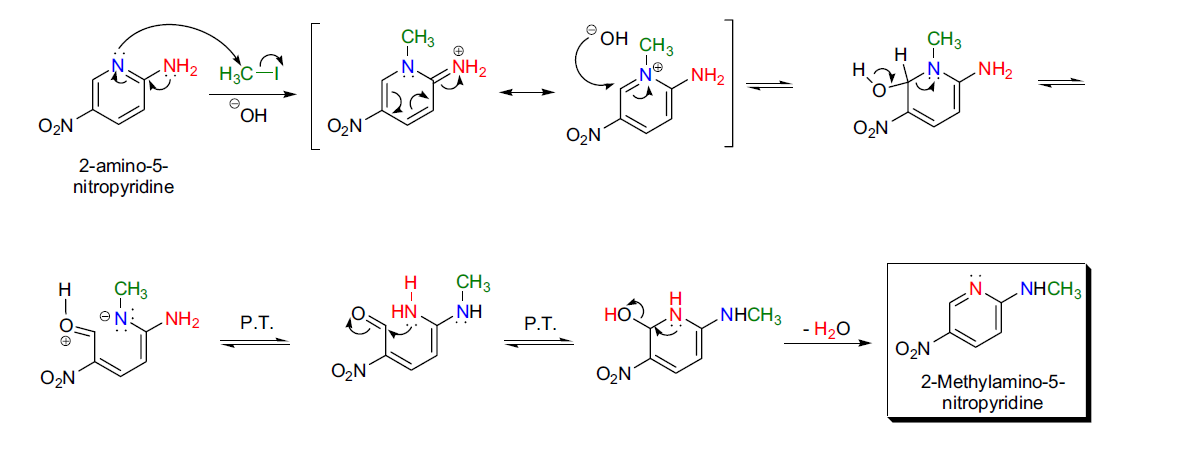 CH3
CH3
⊖OH
H
CH3
N
NH2
H3C–I
N
⊕NH2
N⊕
NH2
H
O
N
NH2
O2N
⊖OH
O2N
O2N
O2N
2-amino-5-
nitropyridine
H
CH3
H
CH3
O⊕
⊖N
NH2
P.T.
O
HN
NH
P.T.
HO
H
N
NHCH3
- H2O
N
NHCH3
O2N
O2N
O2N
O2N
2-Methylamino-5-
nitropyridine